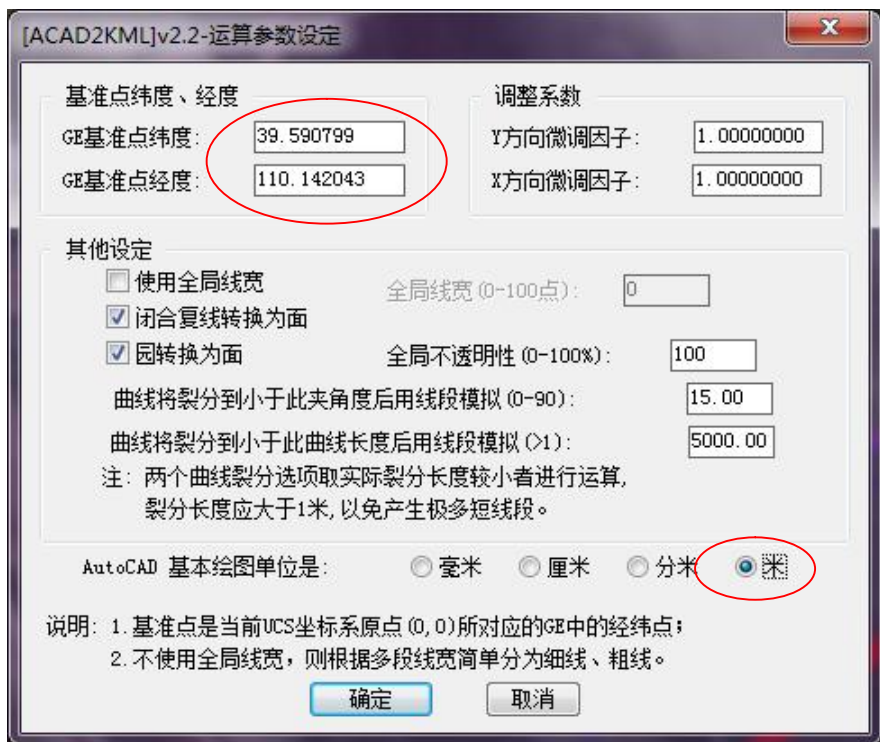 [ACAD2KML]v2.2-运算参数设定
基准点纬度、经度
GE基准点纬度: 39.590799
GE基准点经度: 110.142043
调整系数
Y方向微调因子: 1.00000000
X方向微调因子: 1.00000000
其他设定
使用全局线宽 全局线宽(0-100点): 0
闭合复线转换为面
园转换为面 全局不透明性(0-100%): 100
曲线将裂分到小于此夹角度后用线段模拟(0-90): 15.00
曲线将裂分到小于此曲线长度后用线段模拟(>1): 5000.00
注: 两个曲线裂分选项取实际裂分长度较小者进行运算,
裂分长度应大于1米,以免产生极多短线段。
AutoCAD 基本绘图单位是: 毫米 厘米 分米 米
说明: 1.基准点是当前UCS坐标系原点(0,0)所对应的GE中的经纬点;
2.不使用全局线宽，则根据多段线宽简单分为细线、粗线。
确定 取消